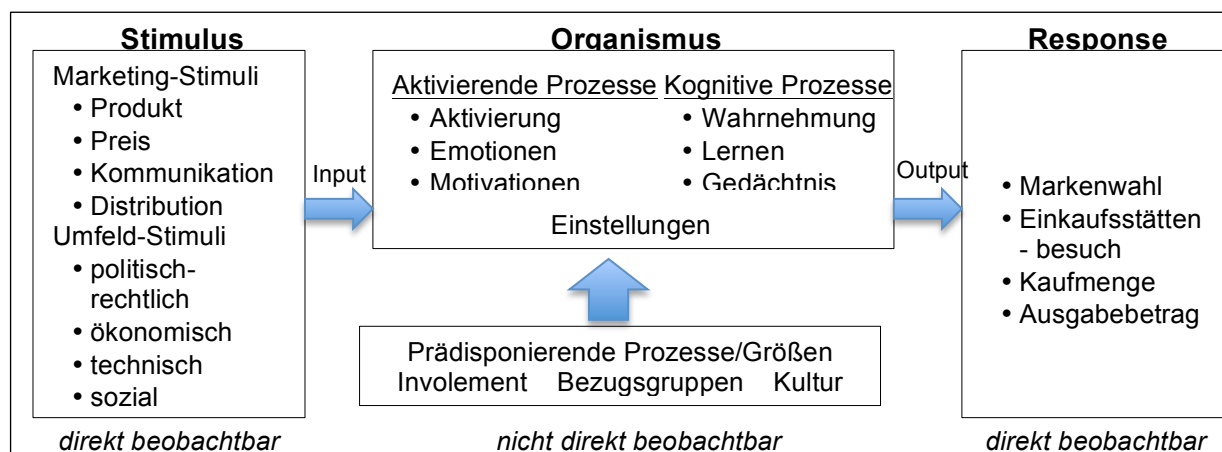 Stimulus
Marketing-Stimuli
• Produkt
• Preis
• Kommunikation
• Distribution
Umfeld-Stimuli
• politisch-
rechtlich
• ökonomisch
• technisch
• sozial
direkt beobachtbar
Input
Organismus
Aktivierende Prozesse
• Aktivierung
• Emotionen
• Motivationen
Kognitive Prozesse
• Wahrnehmung
• Lernen
• Gedächtnis
Einstellungen
Prädisponierende Prozesse/Größen
Involement Bezugsgruppen Kultur
nicht direkt beobachtbar
Output
Response
• Markenwahl
• Einkaufsstätten
- besuch
• Kaufmenge
• Ausgabebetrag
direkt beobachtbar